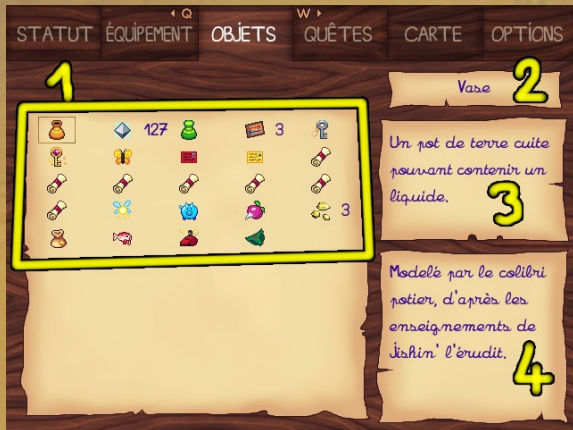 Q W
STATUT ÉQUIPEMENT OBJETS QUÊTES CARTE OPTIONS
1
127
3
3
2
Vase
Un pot de terre cuite
pouvant contenir un
liquide.
3
Modelé par le colibri
potier, d'après les
enseignements de
Jishin' l'érudit.
4